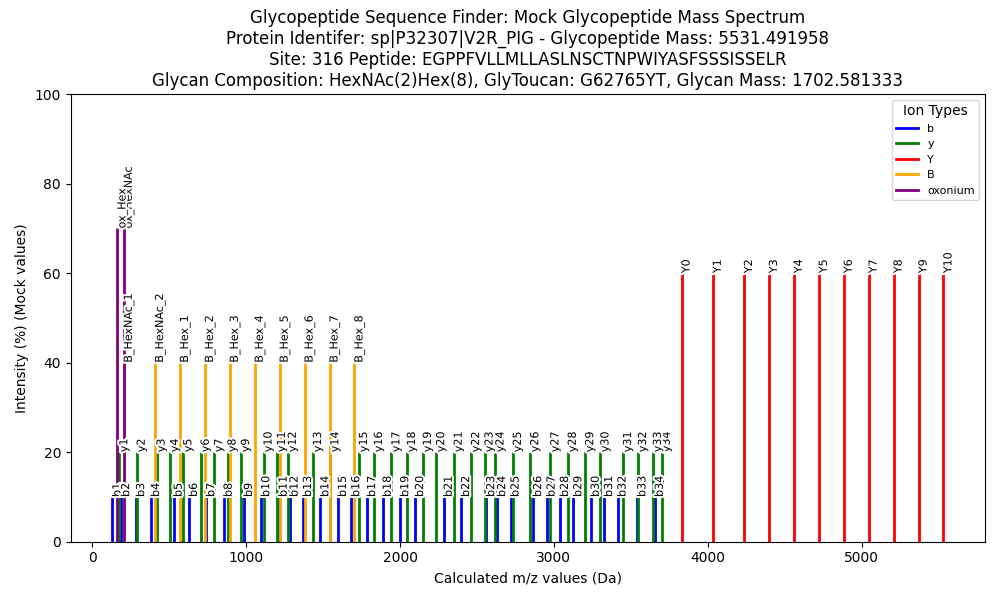 Glycopeptide Sequence Finder: Mock Glycopeptide Mass Spectrum
Protein Identifer: sp|P32307|V2R_PIG - Glycopeptide Mass: 5531.491958
Site: 316 Peptide: EGPPFVLLMLLASLNSCTNPWIYASFSSSISSELR
Glycan Composition: HexNAc(2)Hex(8), GlyToucan: G62765YT, Glycan Mass: 1702.581333
100
80
60
40
20
0
Intensity (%) (Mock values)
Ion Types
b
y
Y
B
oxonium
ox_Hex
ox_HexNAc
Y0
Y1
Y2
Y3
Y4
Y5
Y6
Y7
Y8
Y9
Y10
B_HexNAc_1
B_HexNAc_2
B_Hex_1
B_Hex_2
B_Hex_3
B_Hex_4
B_Hex_5
B_Hex_6
B_Hex_7
B_Hex_8
y1
y2
y3
y4
y5
y6
y7
y8
y9
y10
y11
y12
y13
y14
y15
y16
y17
y18
y19
y20
y21
y22
y23
y24
y25
y26
y27
y28
y29
y30
y31
y32
y33
y34
b1
b2
b3
b4
b5
b6
b7
b8
b9
b10
b11
b12
b13
b14
b15
b16
b17
b18
b19
b20
b21
b22
b23
b24
b25
b26
b27
b28
b29
b30
b31
b32
b33
b34
0
1000
2000
3000
4000
5000
Calculated m/z values (Da)